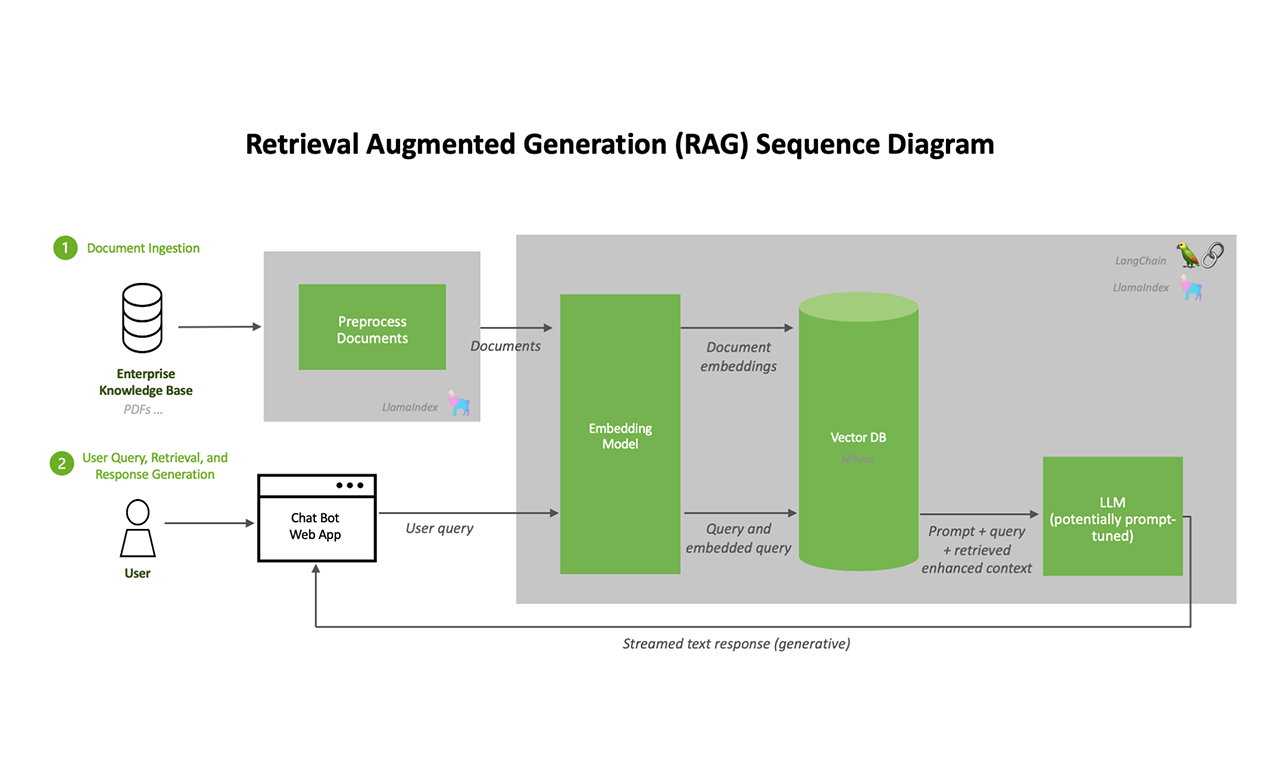 Retrieval Augmented Generation (RAG) Sequence Diagram
1
Document Ingestion
Enterprise
Knowledge Base
PDFs ...
Preprocess
Documents
LlamaIndex
Documents
LangChain
LlamaIndex
Embedding
Model
Document
embeddings
Vector DB
Milvus
2
User Query, Retrieval, and
Response Generation
User
Chat Bot
Web App
User query
Query and
embedded query
Prompt + query
+ retrieved
enhanced context
LLM
(potentially prompt-
tuned)
Streamed text response (generative)